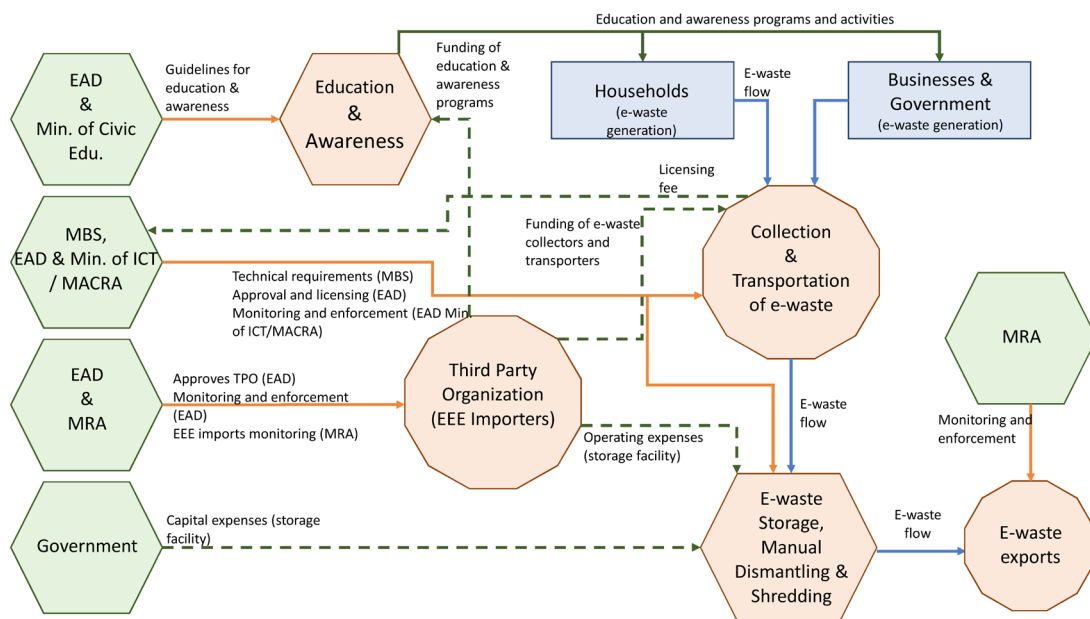 Education and awareness programs and activities
EAD
&
Min. of Civic
Edu.
Guidelines for
education &
awareness
Education
&
Awareness
Funding of
education &
awareness
programs
Households
(e-waste
generation)
E-waste
flow
Businesses &
Government
(e-waste generation)
MBS,
EAD & Min. of ICT
/ MACRA
Licensing
fee
Funding of e-waste
collectors and
transporters
Collection
&
Transportation
of e-waste
Technical requirements (MBS)
Approval and licensing (EAD)
Monitoring and enforcement (EAD Min.
of ICT/MACRA)
MRA
EAD
&
MRA
Approves TPO (EAD)
Monitoring and enforcement
(EAD)
EEE imports monitoring (MRA)
Third Party
Organization
(EEE Importers)
Operating expenses
(storage facility)
E-waste
flow
Monitoring and
enforcement
Government
Capital expenses (storage
facility)
E-waste
Storage,
Manual
Dismantling &
Shredding
E-waste
flow
E-waste
exports